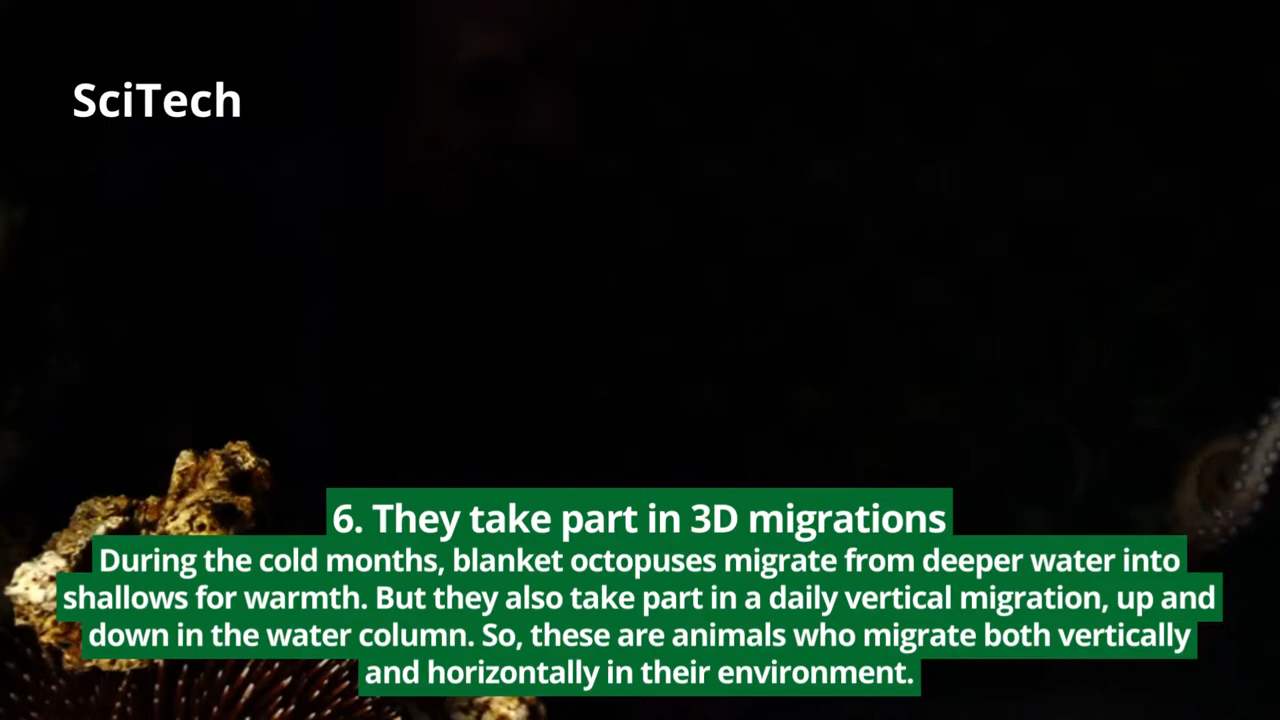 SciTech
6. They take part in 3D migrations
During the cold months, blanket octopuses migrate from deeper water into
shallows for warmth. But they also take part in a daily vertical migration, up and
down in the water column. So, these are animals who migrate both vertically
and horizontally in their environment.